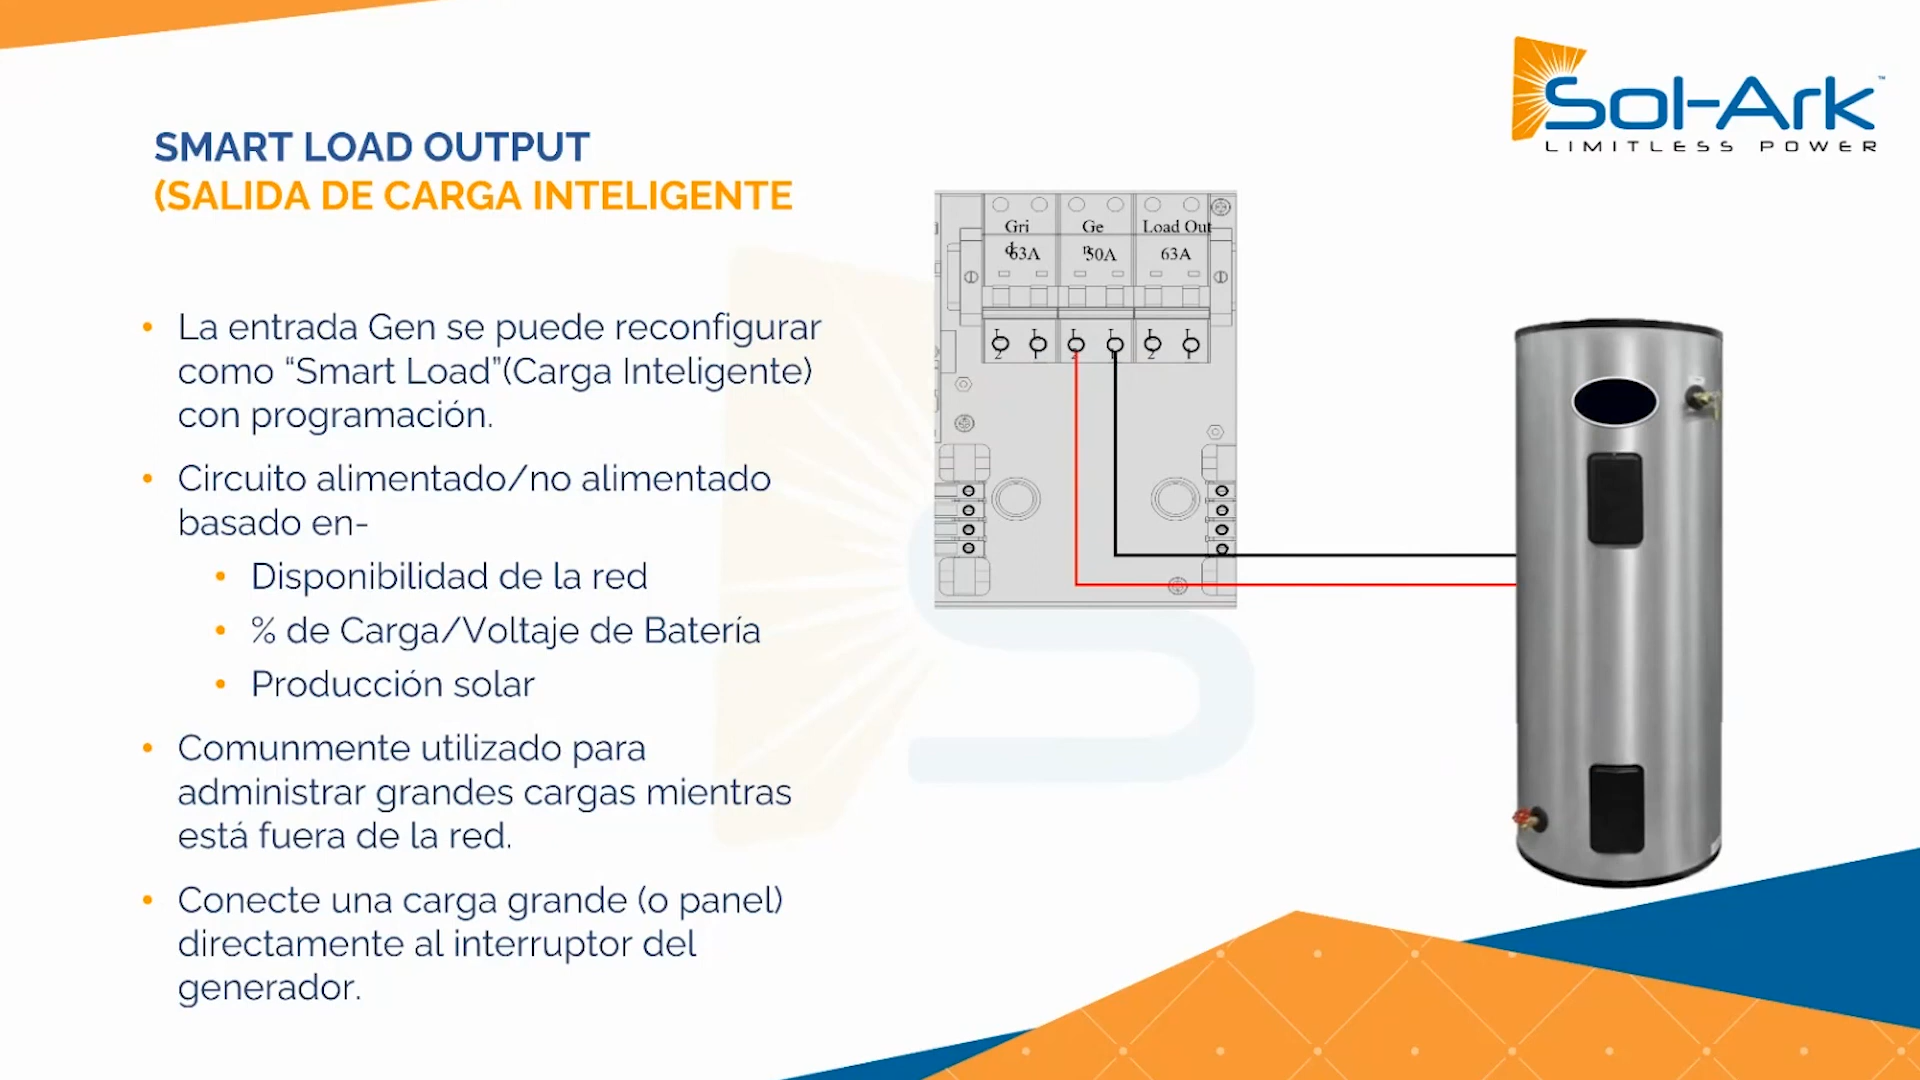 Sol-Ark™
LIMITLESS POWER
SMART LOAD OUTPUT
(SALIDA DE CARGA INTELIGENTE
• La entrada Gen se puede reconfigurar
como “Smart Load”(Carga Inteligente)
con programación.
• Circuito alimentado/no alimentado
basado en-
• Disponibilidad de la red
• % de Carga/Voltaje de Batería
• Producción solar
• Comunmente utilizado para
administrar grandes cargas mientras
está fuera de la red.
• Conecte una carga grande (o panel)
directamente al interruptor del
generador.
Gri
d
Ge
n
Load Out
63A 50A 63A